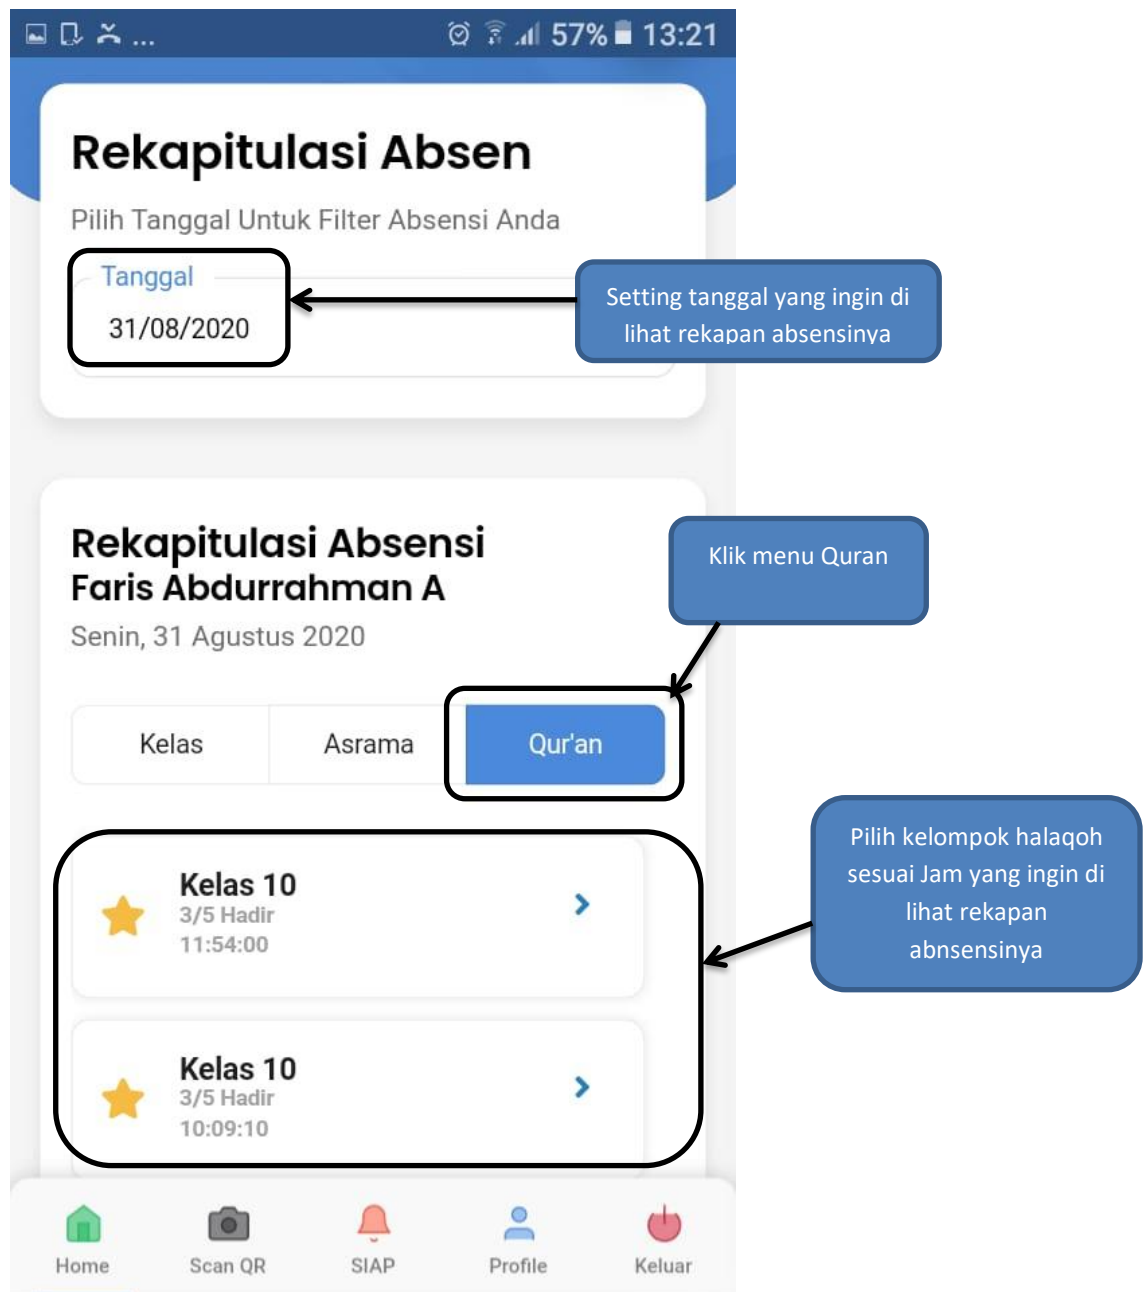 ... 57% 13:21
Rekapitulasi Absen
Pilih Tanggal Untuk Filter Absensi Anda
Tanggal
31/08/2020
Setting tanggal yang ingin di
lihat rekapan absensinya
Rekapitulasi Absensi
Faris Abdurrahman A
Senin, 31 Agustus 2020
Klik menu Quran
Kelas Asrama Qur'an
Kelas 10
3/5 Hadir
11:54:00
Pilih kelompok halaqoh
sesuai Jam yang ingin di
lihat rekapan
abnsensinya
Kelas 10
3/5 Hadir
10:09:10
Home Scan QR SIAP Profile Keluar